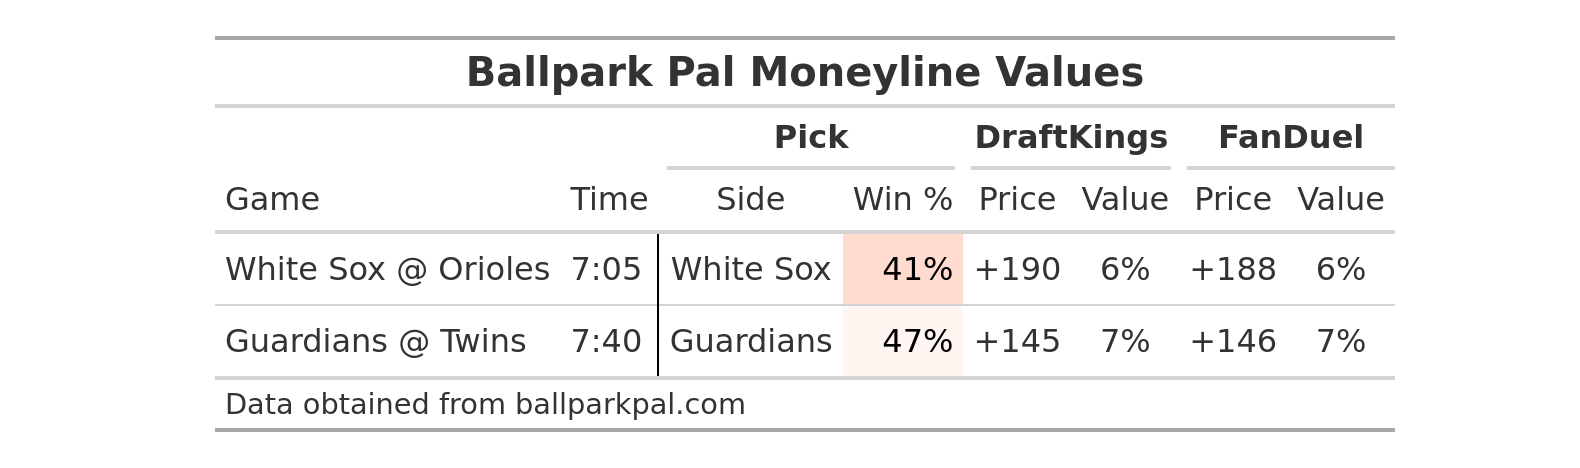 Ballpark Pal Moneyline Values
Pick DraftKings FanDuel
Game Time Side Win % Price Value Price Value
White Sox @ Orioles 7:05 White Sox 41% +190 6% +188 6%
Guardians @ Twins 7:40 Guardians 47% +145 7% +146 7%
Data obtained from ballparkpal.com